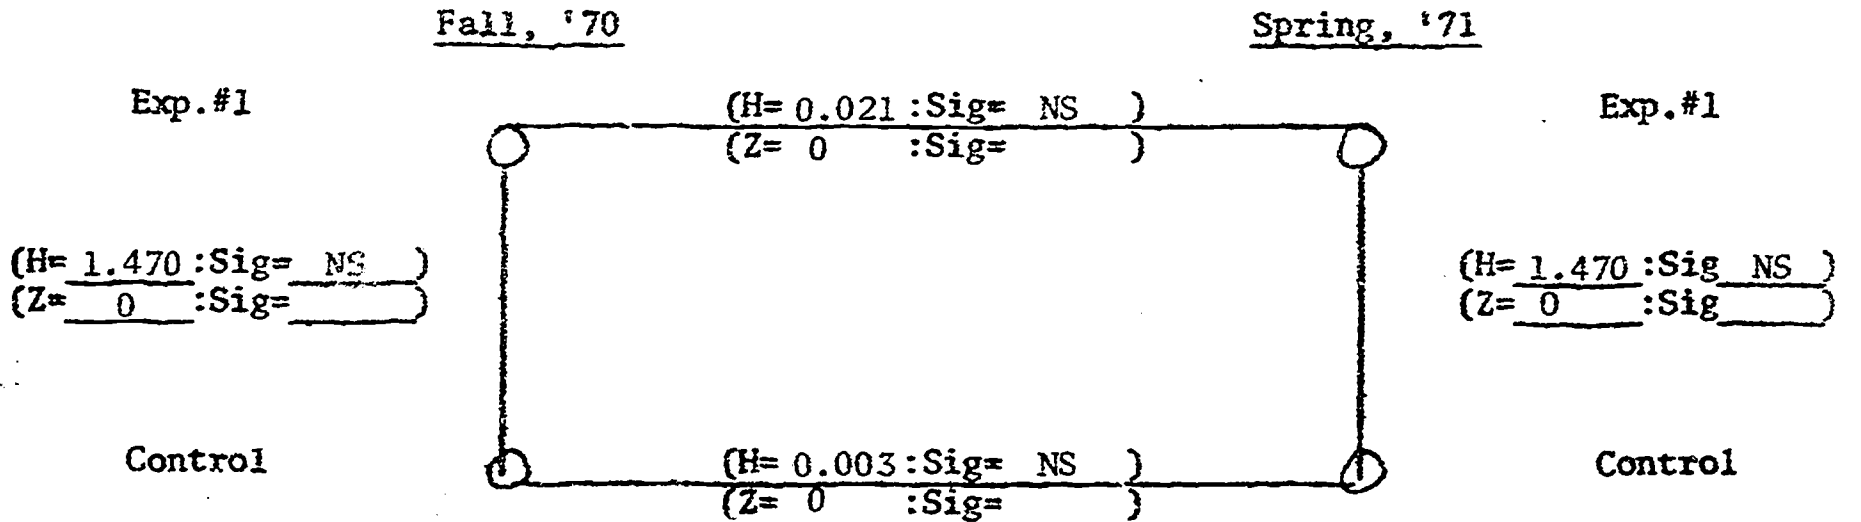 Fall, '70 Spring, '71
Exp.#1 (H= 0.021 :Sig= NS ) Exp.#1
(Z= 0 :Sig= )
(H= 1.470 :Sig= NS ) (H= 1.470 :Sig NS )
(Z= 0 :Sig= ) (Z= 0 :Sig )
Control (H= 0.003 :Sig= NS ) Control
(Z= 0 :Sig= )